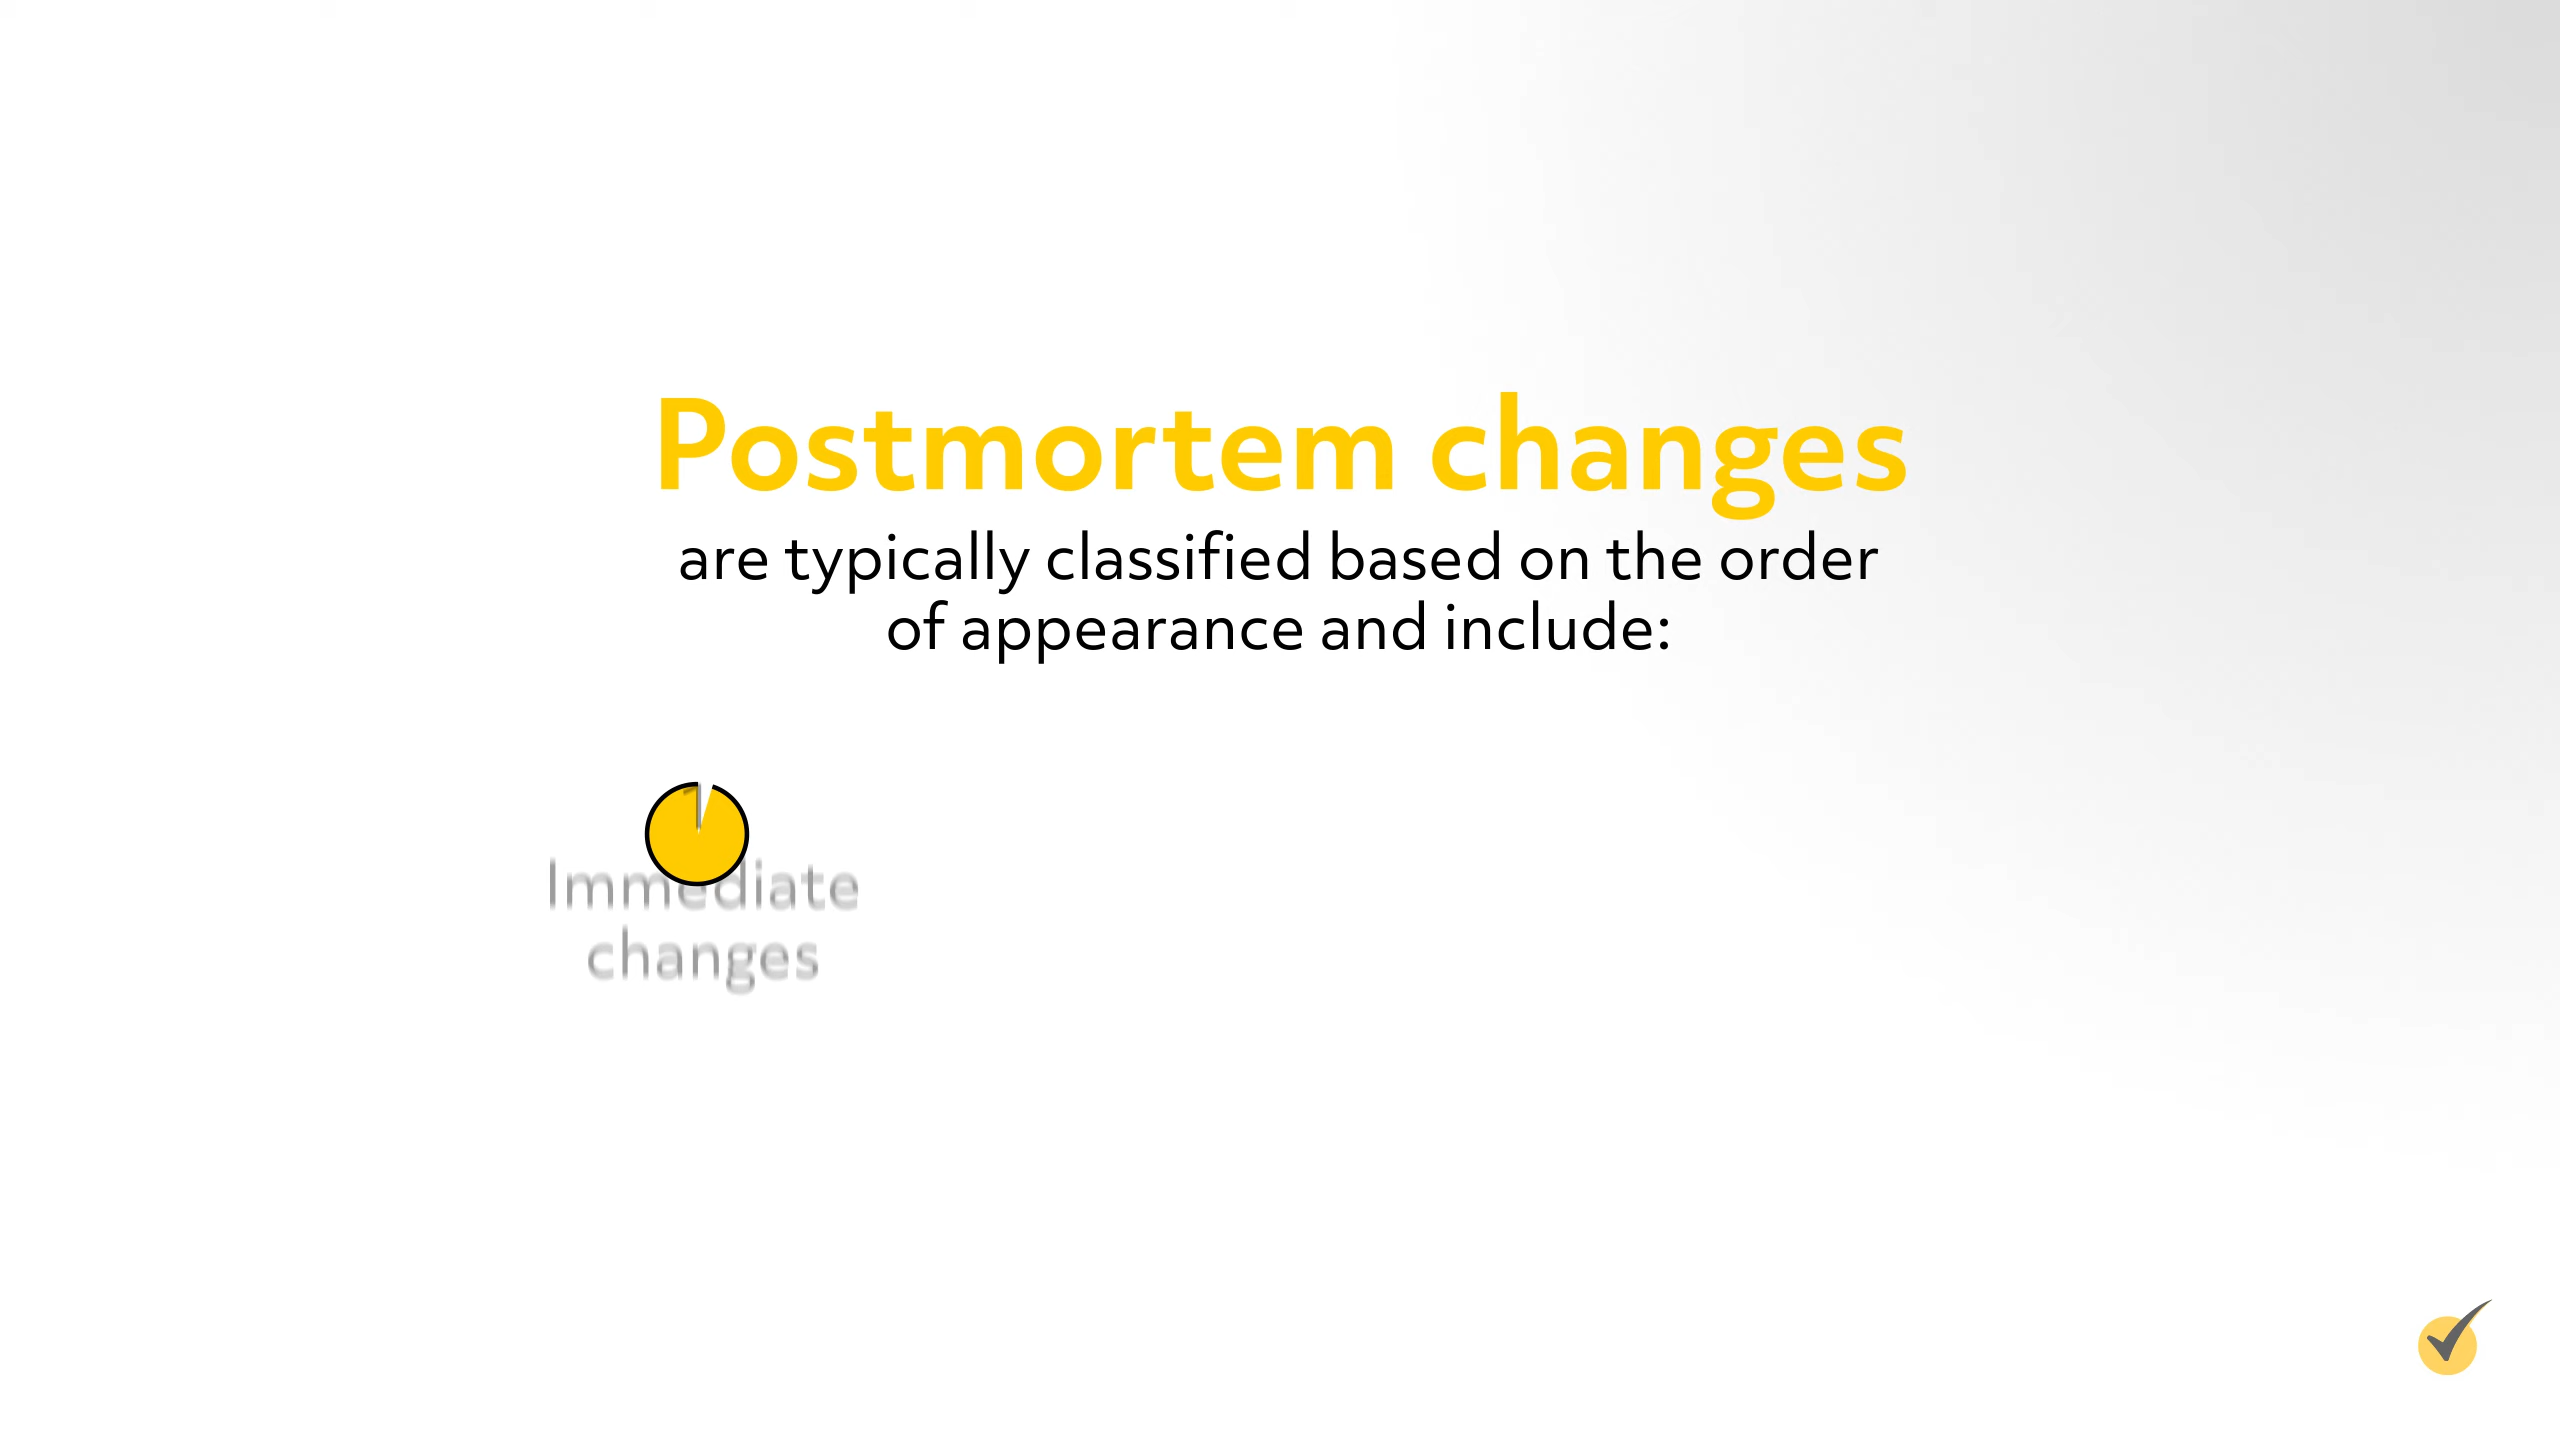 Postmortem changes
are typically classified based on the order
of appearance and include:
Immediate
changes